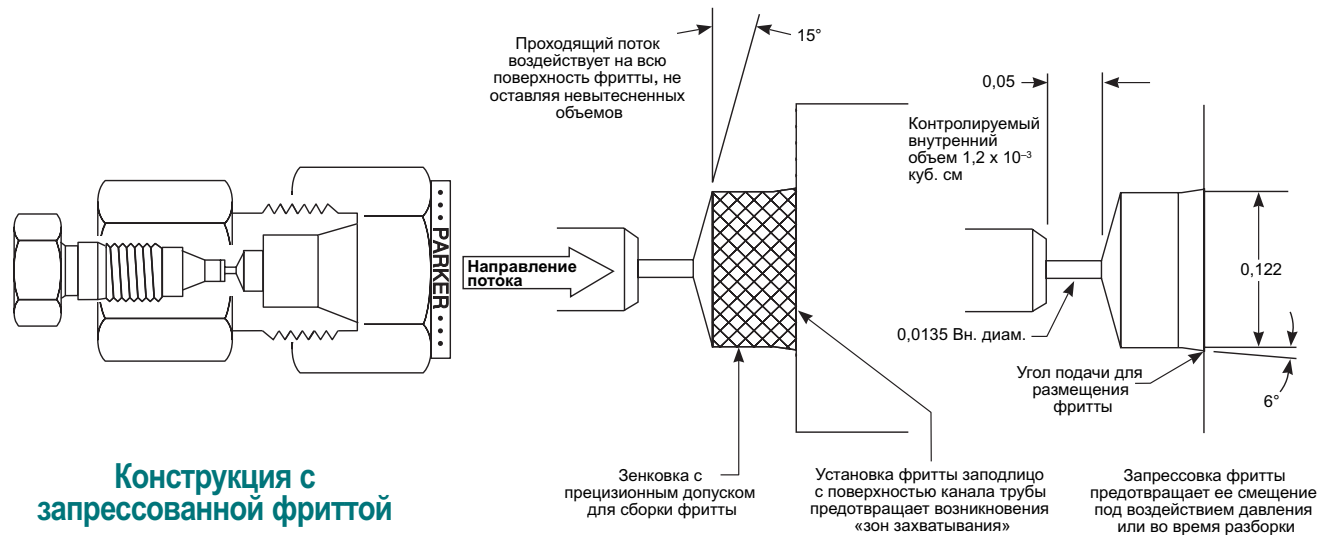 Проходящий поток
воздействует на всю
поверхность фритты, не
оставляя невытесненных
объемов
15°
0,05
Контролируемый
внутренний
объем 1,2 x 10⁻³
куб. см
• • • PARKER • • •
Направление
потока
0,122
0,0135 Вн. диам.
Угол подачи для
размещения
фритты
6°
Конструкция с
запрессованной фриттой
Зенковка с
прецизионным допуском
для сборки фритты
Установка фритты заподлицо
с поверхностью канала трубы
предотвращает возникновения
«зон захватывания»
Запрессовка фритты
предотвращает ее смещение
под воздействием давления
или во время разборки